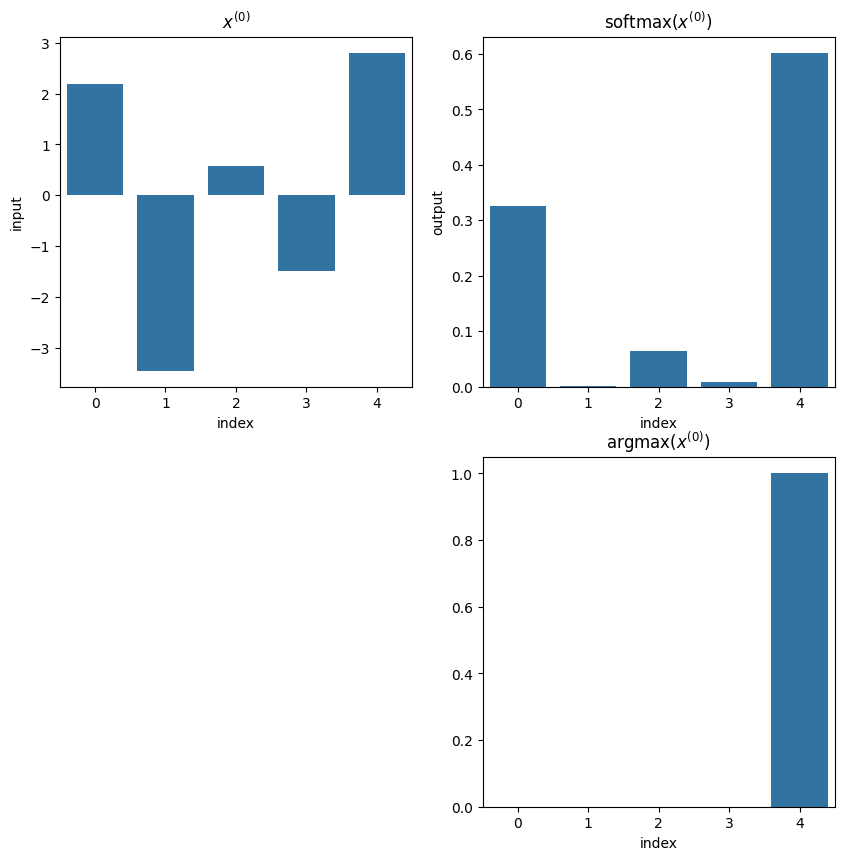 x^(0)
3
2
1
0
−1
−2
−3
input
0 1 2 3 4
index
softmax(x^(0))
0.6
0.5
0.4
0.3
0.2
0.1
0.0
output
0 1 2 3 4
index
argmax(x^(0))
1.0
0.8
0.6
0.4
0.2
0.0
0 1 2 3 4
index